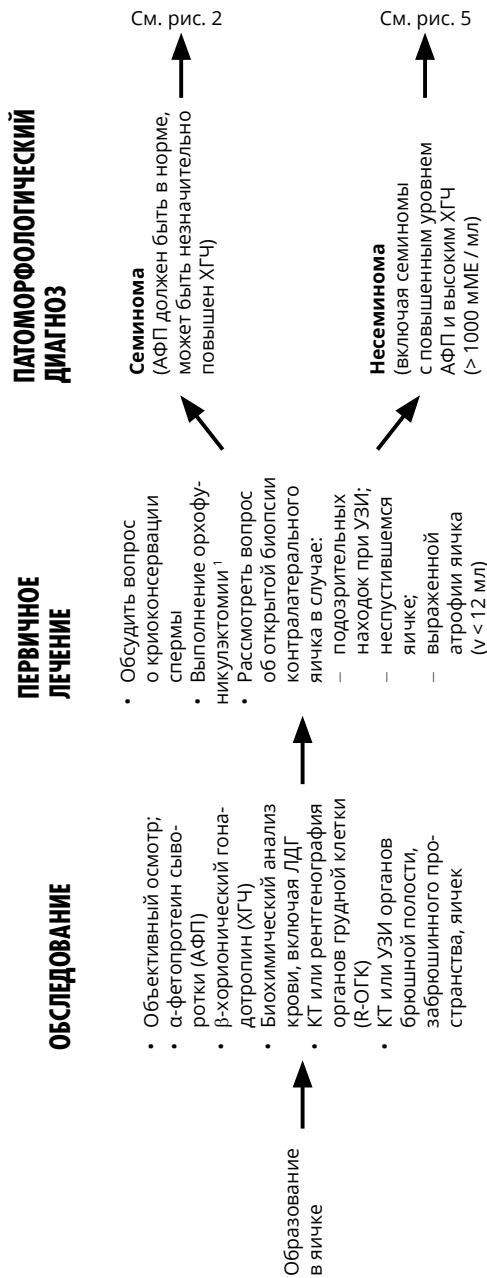 Образование
в яичке
ОБСЛЕДОВАНИЕ
• Объективный осмотр;
• α-фетопротеин сыво-
ротки (АФП)
• β-хорионический гона-
дотропин (ХГЧ)
• Биохимический анализ
крови, включая ЛДГ
• КТ или рентгенография
органов грудной клетки
(R-ОГК)
• КТ или УЗИ органов
брюшной полости,
забрюшинного про-
странства, яичек
ПЕРВИЧНОЕ
ЛЕЧЕНИЕ
• Обсудить вопрос
о криоконсервации
спермы
• Выполнение орхофу-
никулэктомии¹
• Рассмотреть вопрос
об открытой биопсии
контралатерального
яичка в случае:
– подозрительных
находок при УЗИ;
– неспустившемся
яичке;
– выраженной
атрофии яичка
(v < 12 мл)
ПАТОМОРФОЛОГИЧЕСКИЙ
ДИАГНОЗ
Семинома
(АФП должен быть в норме,
может быть незначительно
повышен ХГЧ)
См. рис. 2
Несеминома
(включая семиномы
с повышенным уровнем
АФП и высоким ХГЧ
(> 1000 мМЕ / мл)
См. рис. 5